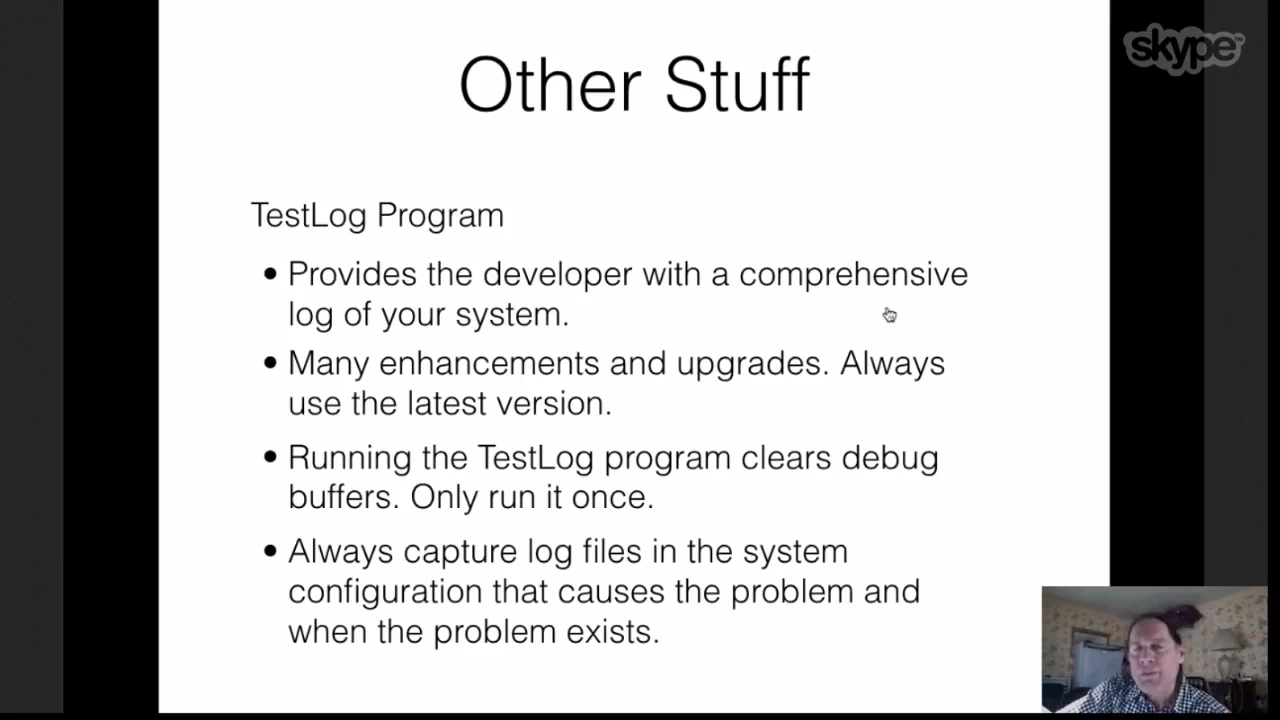 skype™
Other Stuff
TestLog Program
• Provides the developer with a comprehensive
log of your system.
• Many enhancements and upgrades. Always
use the latest version.
• Running the TestLog program clears debug
buffers. Only run it once.
• Always capture log files in the system
configuration that causes the problem and
when the problem exists.